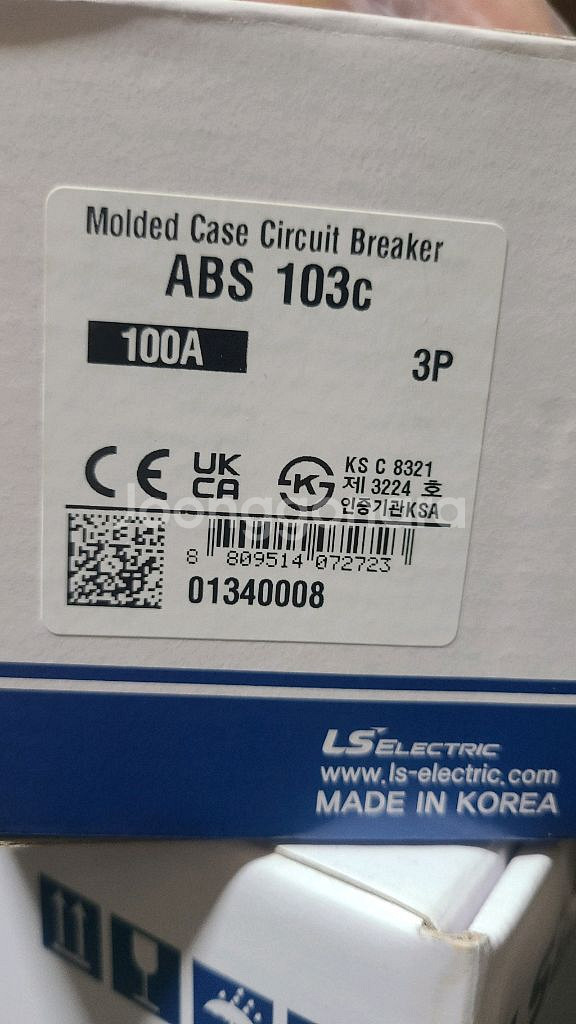 Molded Case Circuit Breaker
ABS 103c
100A
3P
CE
UK
CA
K
KS C 8321
제 3224 호
인증기관KSA
8 809514 072723
01340008
LS ELECTRIC
www.ls-electric.com
MADE IN KOREA